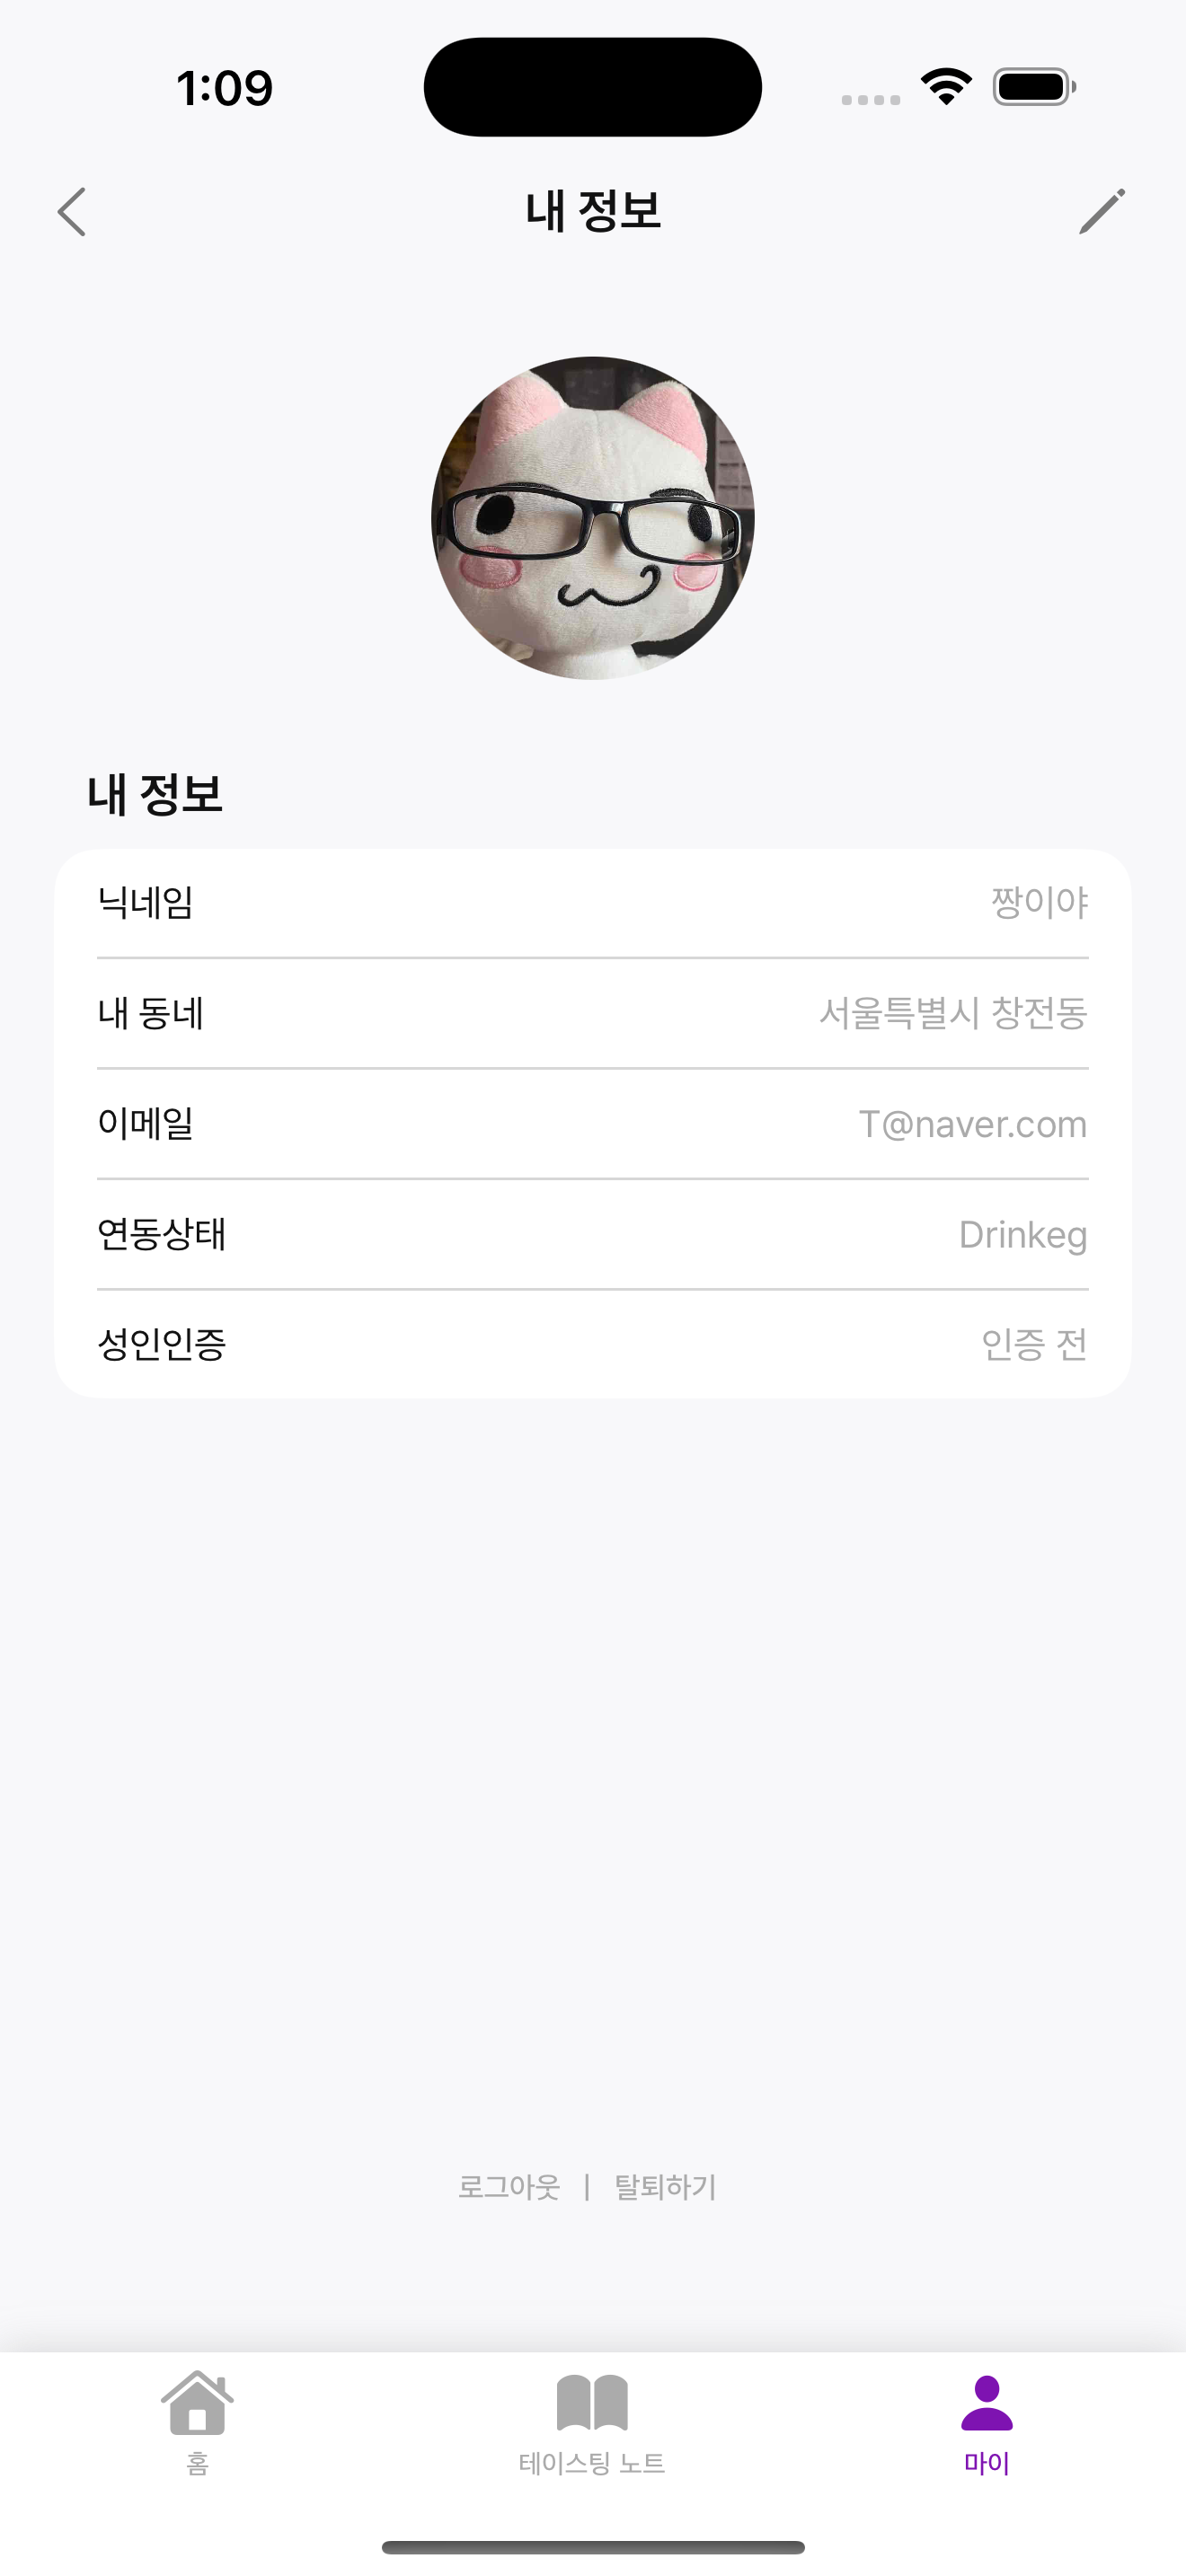 1:09
내 정보
내 정보
닉네임 짱이야
내 동네 서울특별시 창전동
이메일 T@naver.com
연동상태 Drinkeg
성인인증 인증 전
로그아웃 | 탈퇴하기
홈 테이스팅 노트 마이